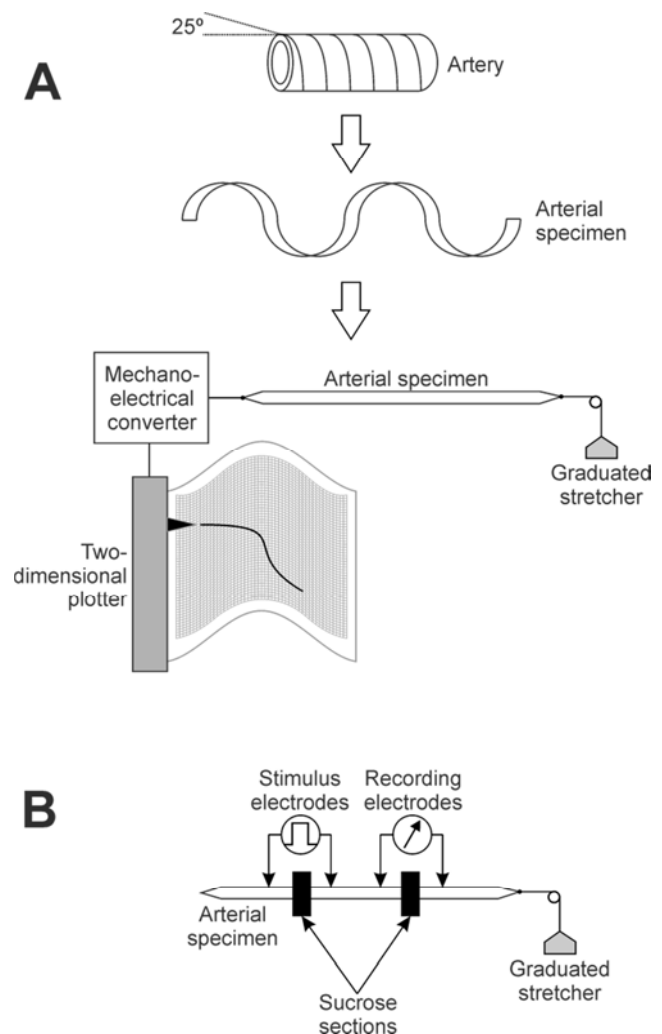 25º
A
Artery
Arterial
specimen
Mechano-
electrical
converter
Arterial specimen
Graduated
stretcher
Two-
dimensional
plotter
B
Stimulus
electrodes
Recording
electrodes
Arterial
specimen
Graduated
stretcher
Sucrose
sections